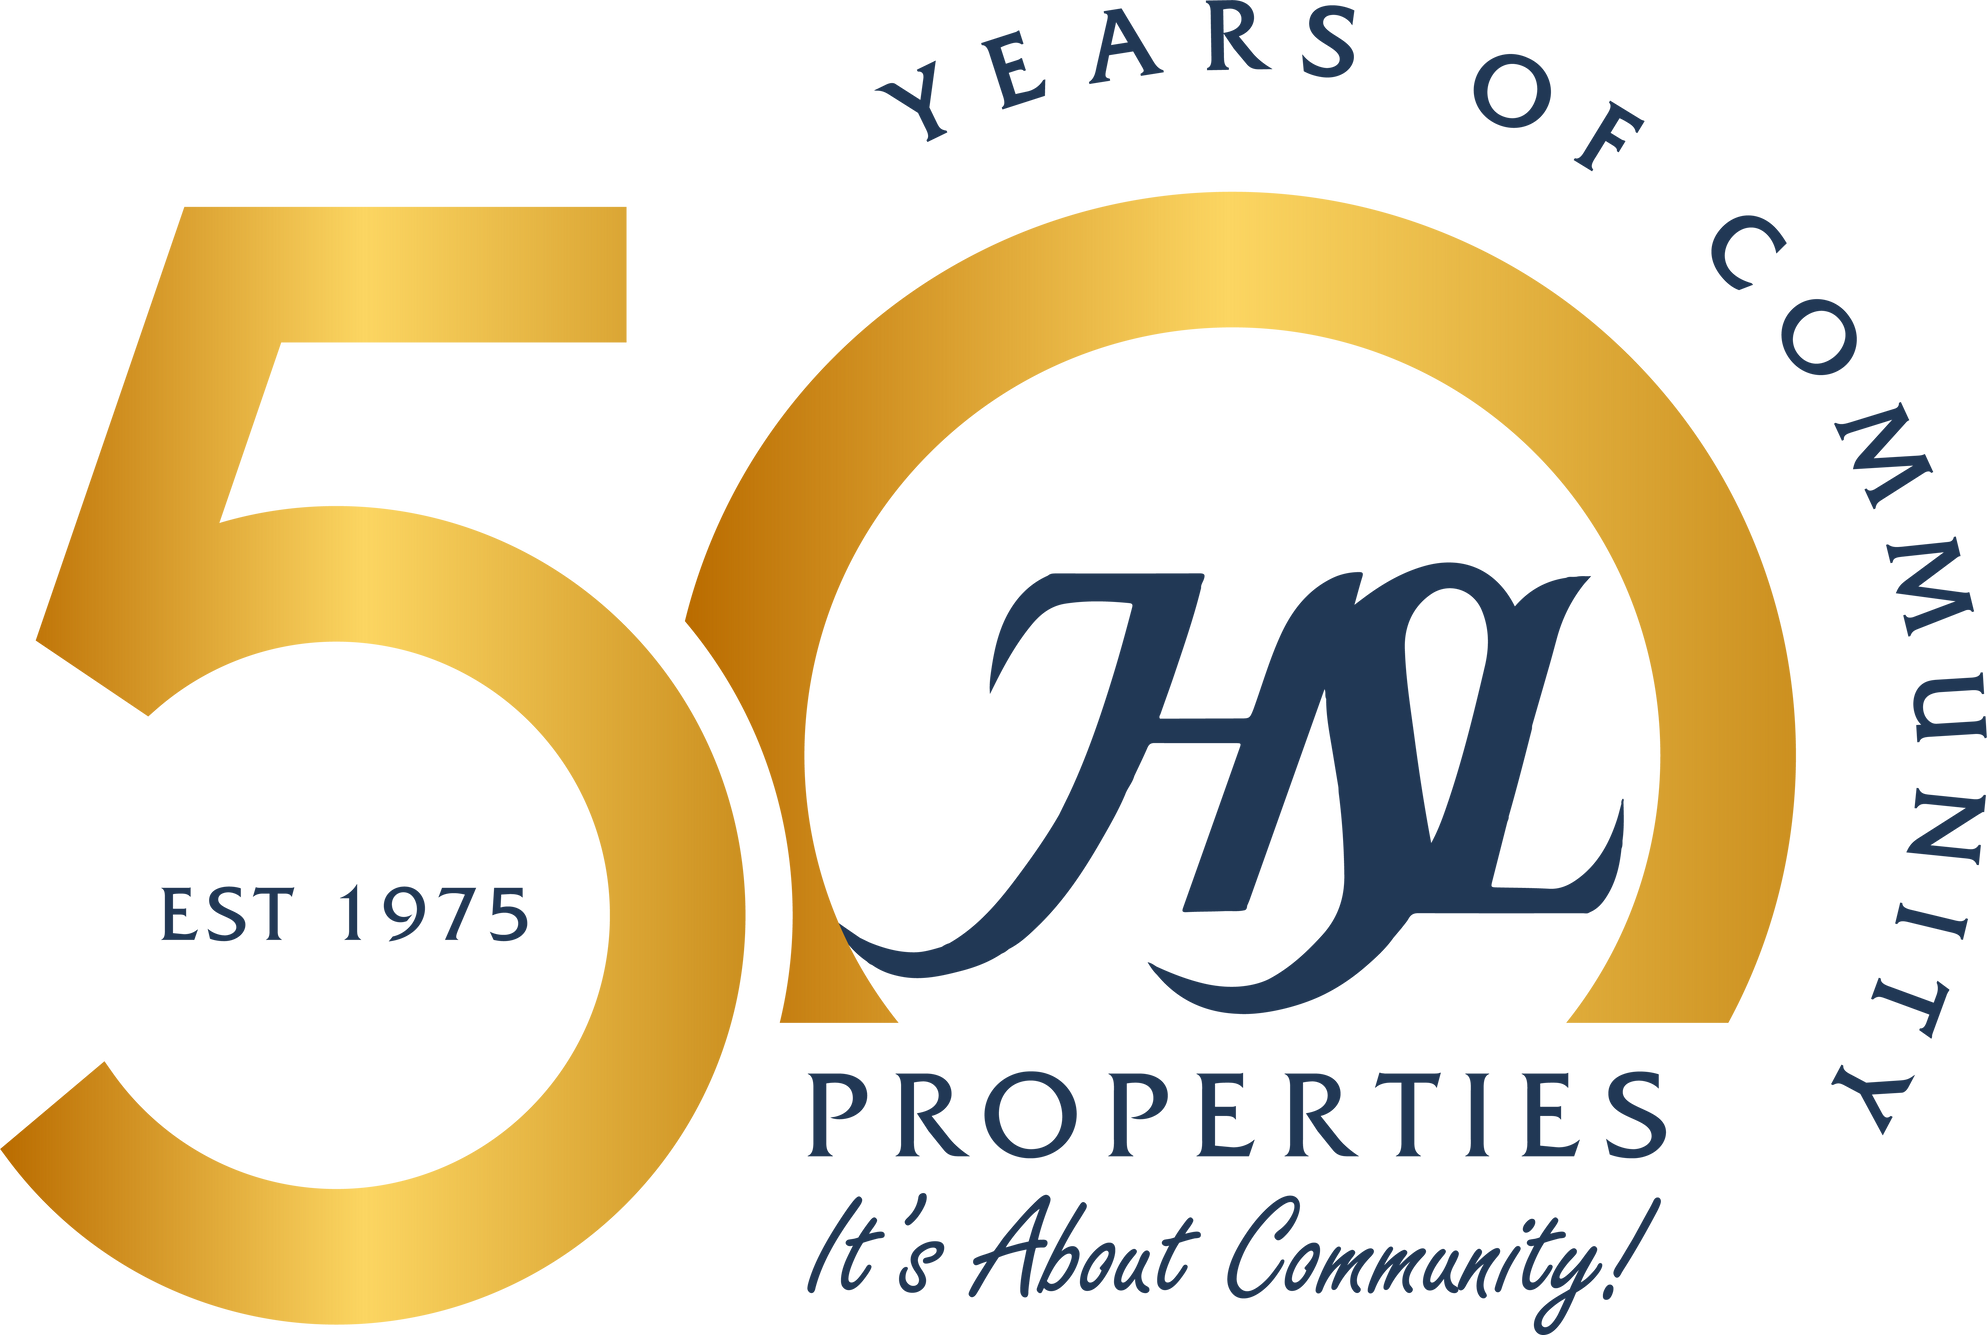 50
YEARS OF COMMUNITY
EST 1975
HSL
PROPERTIES
It's About Community!